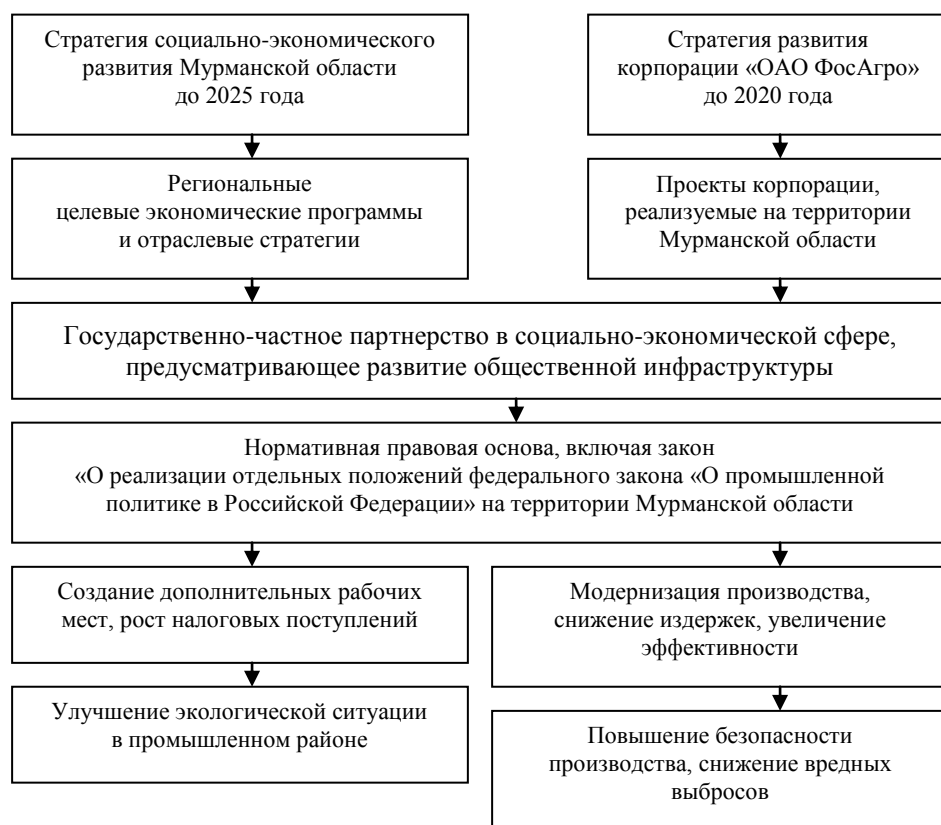 Стратегия социально-экономического
развития Мурманской области
до 2025 года
Стратегия развития
корпорации «ОАО ФосАгро»
до 2020 года
Региональные
целевые экономические программы
и отраслевые стратегии
Проекты корпорации,
реализуемые на территории
Мурманской области
Государственно-частное партнерство в социально-экономической сфере,
предусматривающее развитие общественной инфраструктуры
Нормативная правовая основа, включая закон
«О реализации отдельных положений федерального закона «О промышленной
политике в Российской Федерации» на территории Мурманской области
Создание дополнительных рабочих
мест, рост налоговых поступлений
Модернизация производства,
снижение издержек, увеличение
эффективности
Улучшение экологической ситуации
в промышленном районе
Повышение безопасности
производства, снижение вредных
выбросов